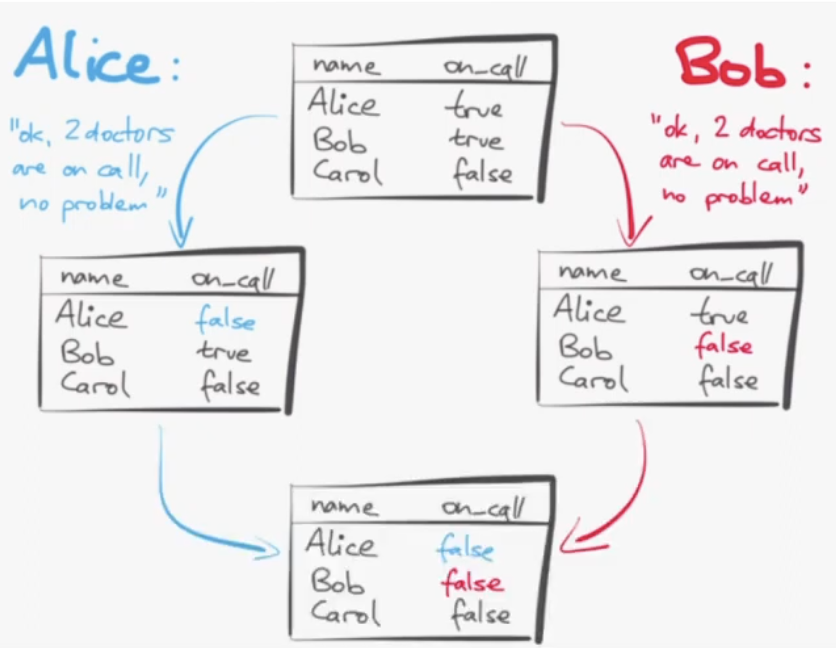 Alice:
"ok, 2 doctors
are on call,
no problem"
name on_call
Alice true
Bob true
Carol false
Bob:
"ok, 2 doctors
are on call,
no problem"
name on_call
Alice false
Bob true
Carol false
name on_call
Alice true
Bob false
Carol false
name on_call
Alice false
Bob false
Carol false